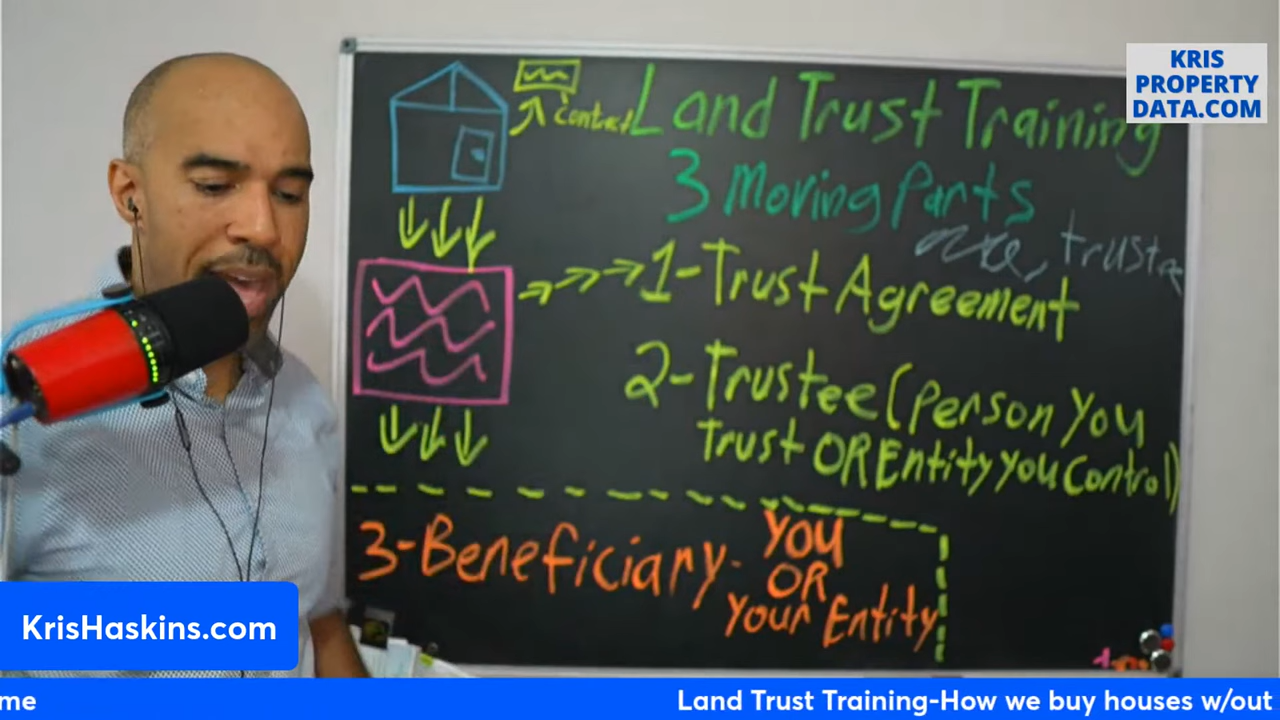 KRIS
PROPERTY
DATA.COM
contract
Land Trust Training
3 Moving Parts
, trustee
1-Trust Agreement
2-Trustee (Person You
trust OR Entity you Control)
3-Beneficiary- YOU
OR
Your Entity
KrisHaskins.com
me
Land Trust Training-How we buy houses w/out